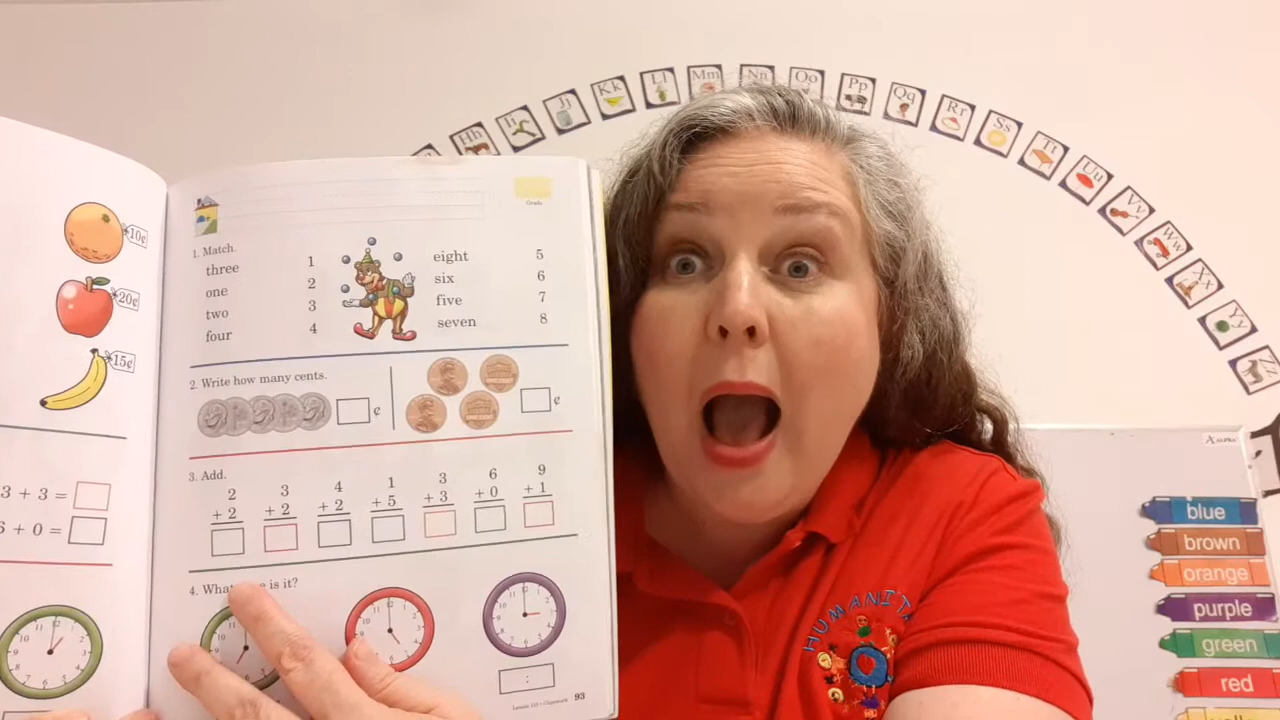 Hh Ii Jj Kk Ll Mm Nn Oo Pp Qq Rr Ss Tt Uu Vv Ww Xx Yy Zz
10¢
20¢
15¢
3 + 3 =
6 + 0 =
Grade
1. Match.
three 1 eight 5
one 2 six 6
two 3 five 7
four 4 seven 8
2. Write how many cents.
¢ ¢
3. Add.
2 3 4 1 3 6 9
+ 2 + 2 + 2 + 5 + 3 + 0 + 1
4. What is it?
:
93
HUMANIT
ALPHA
blue
brown
orange
purple
green
red